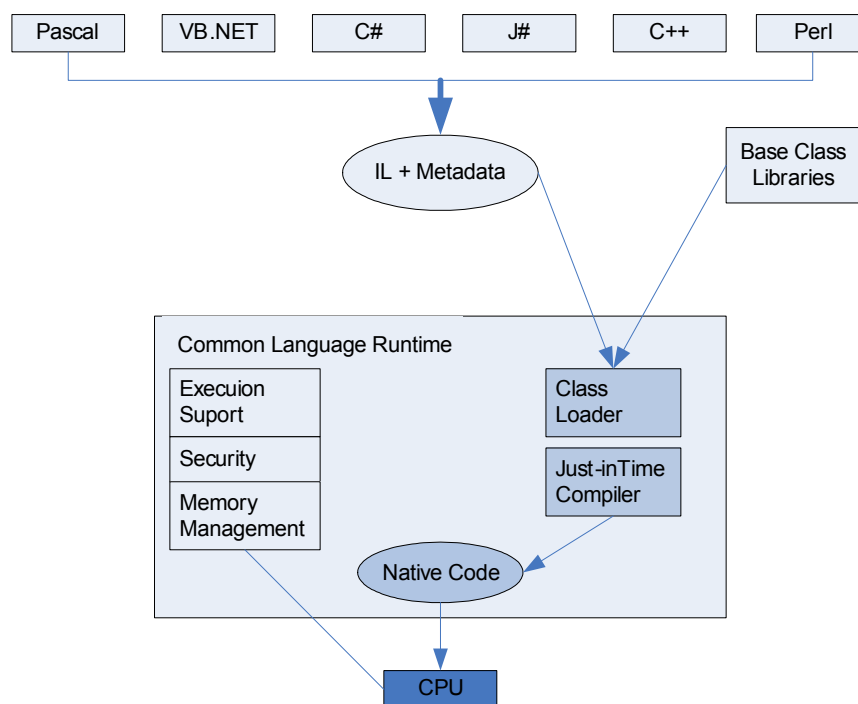 Pascal
VB.NET
C#
J#
C++
Perl
IL + Metadata
Base Class
Libraries
Common Language Runtime
Execuion
Suport
Security
Memory
Management
Class
Loader
Just-inTime
Compiler
Native Code
CPU